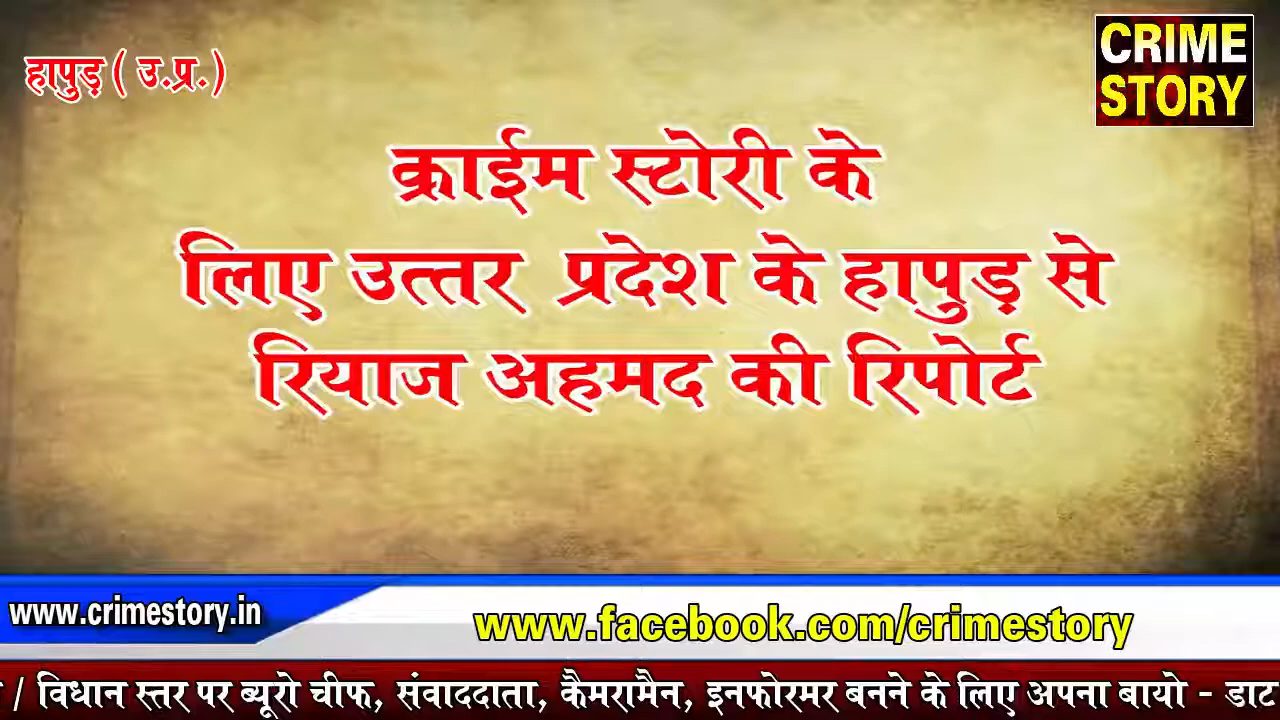 हापुड़ ( उ.प्र.)
CRIME
STORY
क्राईम स्टोरी के
लिए उत्तर प्रदेश के हापुड़ से
रियाज अहमद की रिपोर्ट
www.crimestory.in
www.facebook.com/crimestory
/ विधान स्तर पर ब्यूरो चीफ, संवाददाता, कैमरामैन, इनफोरमर बनने के लिए अपना बायो - डाट